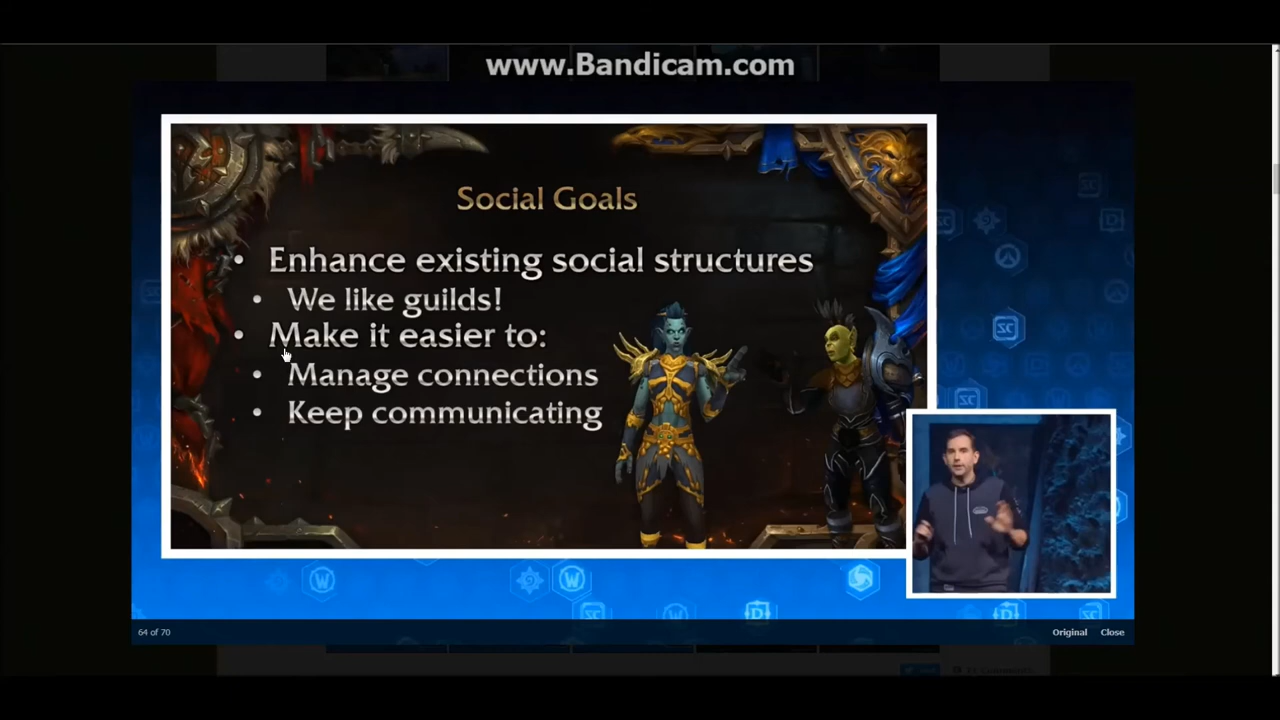 www.Bandicam.com
Social Goals
• Enhance existing social structures
• We like guilds!
• Make it easier to:
• Manage connections
• Keep communicating
64 of 70
Original
Close